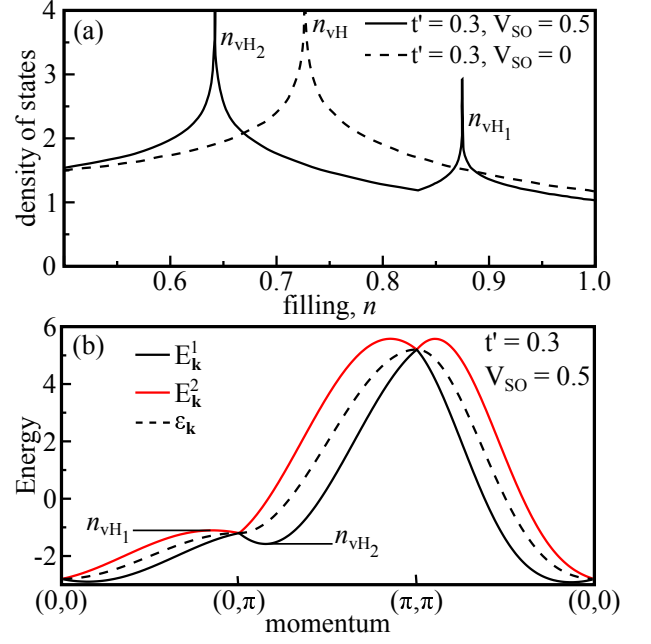 (a)
n_vH₂
n_vH
t' = 0.3, V_SO = 0.5
t' = 0.3, V_SO = 0
n_vH₁
density of states
4
3
2
1
0
0.6 0.7 0.8 0.9 1.0
filling, n
(b)
E_k^1
E_k^2
ε_k
t' = 0.3
V_SO = 0.5
n_vH₁
n_vH₂
Energy
6
4
2
0
-2
(0,0) (0,π) (π,π) (0,0)
momentum